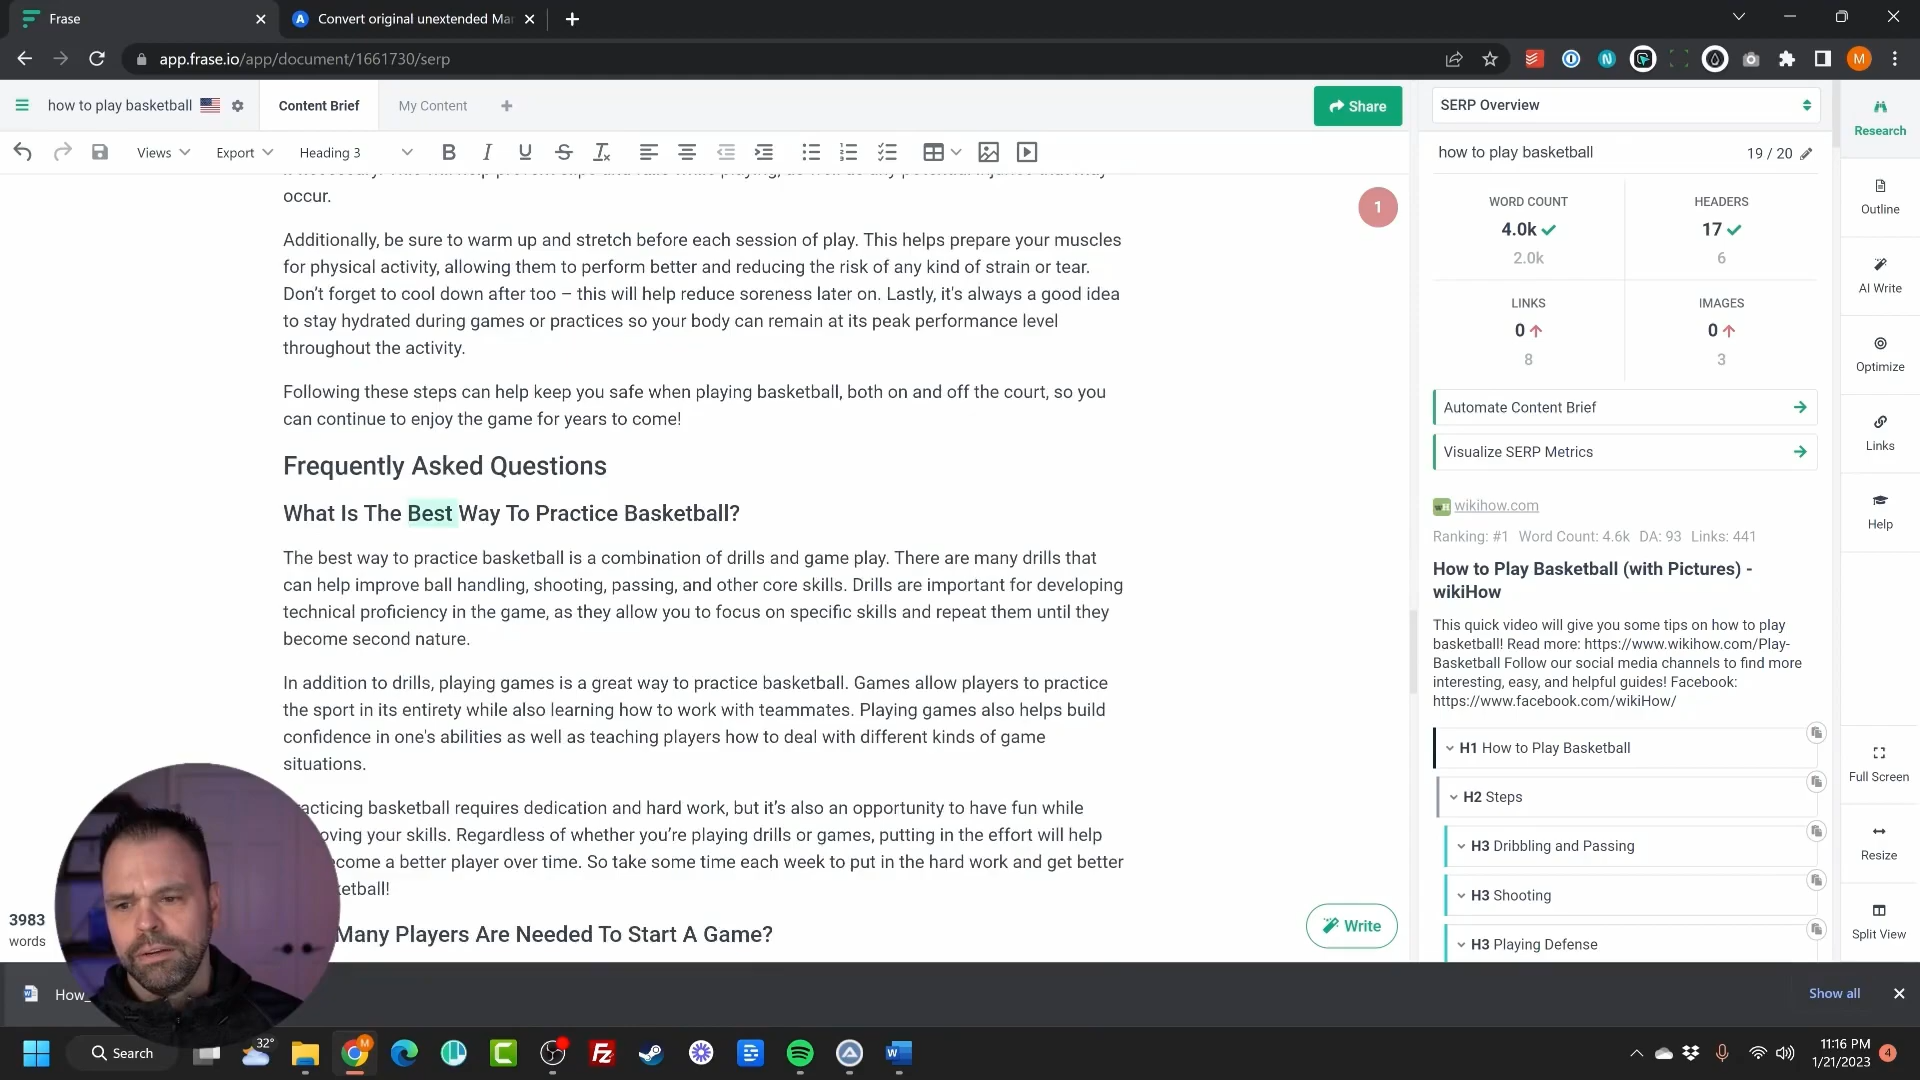 Frase
Convert original unextended Mar
app.frase.io/app/document/1661730/serp
M
how to play basketball
Content Brief
My Content
Share
SERP Overview
Research
Views
Export
Heading 3
how to play basketball
19 / 20
occur.
1
Additionally, be sure to warm up and stretch before each session of play. This helps prepare your muscles
for physical activity, allowing them to perform better and reducing the risk of any kind of strain or tear.
Don't forget to cool down after too – this will help reduce soreness later on. Lastly, it's always a good idea
to stay hydrated during games or practices so your body can remain at its peak performance level
throughout the activity.
Following these steps can help keep you safe when playing basketball, both on and off the court, so you
can continue to enjoy the game for years to come!
Frequently Asked Questions
What Is The Best Way To Practice Basketball?
The best way to practice basketball is a combination of drills and game play. There are many drills that
can help improve ball handling, shooting, passing, and other core skills. Drills are important for developing
technical proficiency in the game, as they allow you to focus on specific skills and repeat them until they
become second nature.
In addition to drills, playing games is a great way to practice basketball. Games allow players to practice
the sport in its entirety while also learning how to work with teammates. Playing games also helps build
confidence in one's abilities as well as teaching players how to deal with different kinds of game
situations.
basketball requires dedication and hard work, but it's also an opportunity to have fun while
your skills. Regardless of whether you're playing drills or games, putting in the effort will help
become a better player over time. So take some time each week to put in the hard work and get better
Many Players Are Needed To Start A Game?
3983
words
Write
WORD COUNT
4.0k
2.0k
HEADERS
17
6
LINKS
0
8
IMAGES
0
3
Automate Content Brief
Visualize SERP Metrics
wikihow.com
Ranking: #1 Word Count: 4.6k DA: 93 Links: 441
How to Play Basketball (with Pictures) -
wikiHow
This quick video will give you some tips on how to play
basketball! Read more: https://www.wikihow.com/Play-
Basketball Follow our social media channels to find more
interesting, easy, and helpful guides! Facebook:
https://www.facebook.com/wikiHow/
H1 How to Play Basketball
H2 Steps
H3 Dribbling and Passing
H3 Shooting
H3 Playing Defense
Outline
AI Write
Optimize
Links
Help
Full Screen
Resize
Split View
How_
Show all
Search
32°
11:16 PM
1/21/2023
4